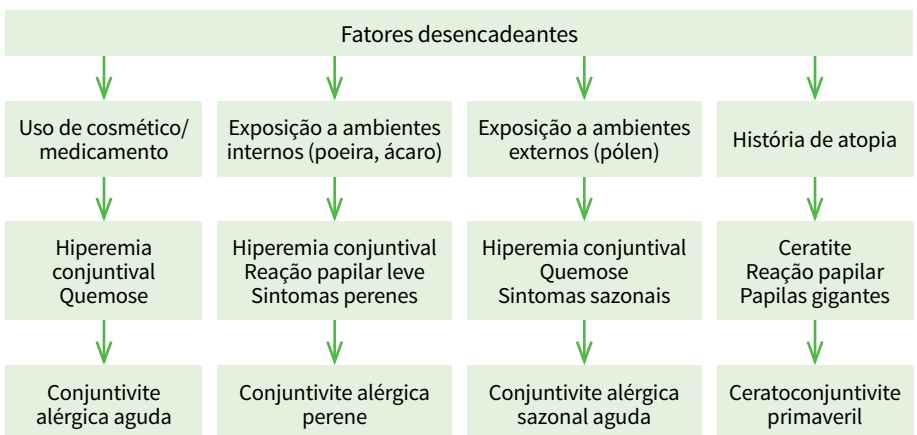 Fatores desencadeantes
Uso de cosmético/
medicamento
Exposição a ambientes
internos (poeira, ácaro)
Exposição a ambientes
externos (pólen)
História de atopia
Hiperemia
conjuntival
Quemose
Hiperemia conjuntival
Reação papilar leve
Sintomas perenes
Hiperemia conjuntival
Quemose
Sintomas sazonais
Ceratite
Reação papilar
Papilas gigantes
Conjuntivite
alérgica aguda
Conjuntivite alérgica
perene
Conjuntivite alérgica
sazonal aguda
Ceratoconjuntivite
primaveril